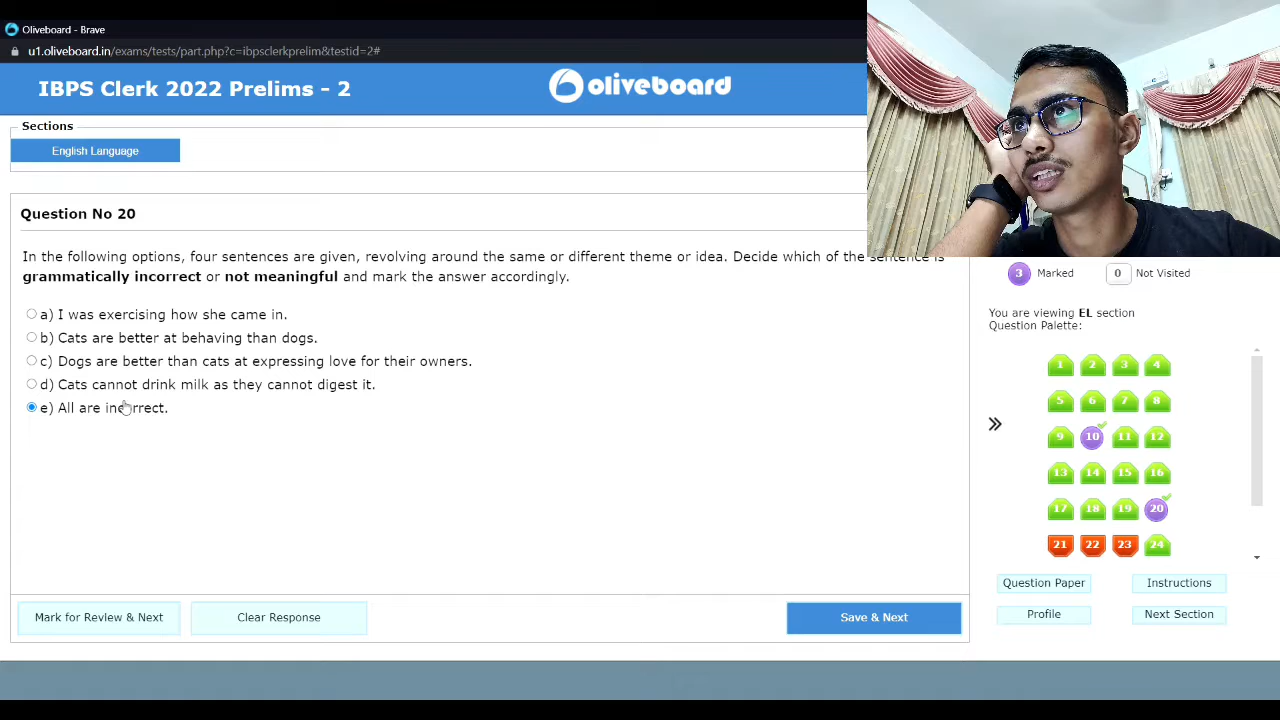 Oliveboard - Brave
u1.oliveboard.in/exams/tests/part.php?c=ibpsclerkprelim&testid=2#
IBPS Clerk 2022 Prelims - 2
oliveboard
Sections
English Language
Question No 20
In the following options, four sentences are given, revolving around the same or different theme or idea. Decide which of the sentence is
grammatically incorrect or not meaningful and mark the answer accordingly.
a) I was exercising how she came in.
b) Cats are better at behaving than dogs.
c) Dogs are better than cats at expressing love for their owners.
d) Cats cannot drink milk as they cannot digest it.
e) All are incorrect.
Mark for Review & Next
Clear Response
Save & Next
3 Marked 0 Not Visited
You are viewing EL section
Question Palette:
1 2 3 4
5 6 7 8
9 10 11 12
13 14 15 16
17 18 19 20
21 22 23 24
»
Question Paper Instructions
Profile Next Section